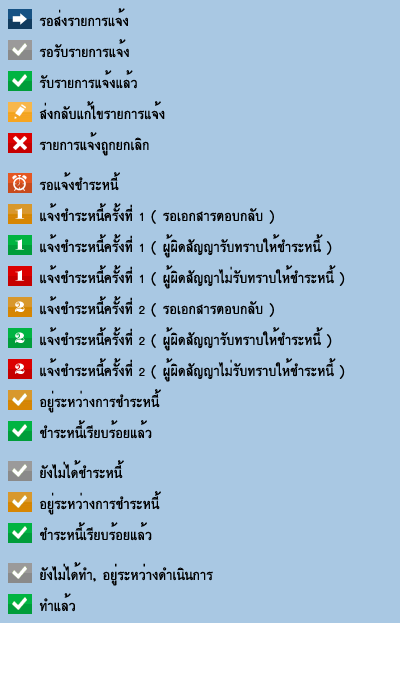 รอส่งรายการแจ้ง
รอรับรายการแจ้ง
รับรายการแจ้งแล้ว
ส่งกลับแก้ไขรายการแจ้ง
รายการแจ้งถูกยกเลิก
รอแจ้งชำระหนี้
1 แจ้งชำระหนี้ครั้งที่ 1 ( รอเอกสารตอบกลับ )
1 แจ้งชำระหนี้ครั้งที่ 1 ( ผู้ผิดสัญญารับทราบให้ชำระหนี้ )
1 แจ้งชำระหนี้ครั้งที่ 1 ( ผู้ผิดสัญญาไม่รับทราบให้ชำระหนี้ )
2 แจ้งชำระหนี้ครั้งที่ 2 ( รอเอกสารตอบกลับ )
2 แจ้งชำระหนี้ครั้งที่ 2 ( ผู้ผิดสัญญารับทราบให้ชำระหนี้ )
2 แจ้งชำระหนี้ครั้งที่ 2 ( ผู้ผิดสัญญาไม่รับทราบให้ชำระหนี้ )
อยู่ระหว่างการชำระหนี้
ชำระหนี้เรียบร้อยแล้ว
ยังไม่ได้ชำระหนี้
อยู่ระหว่างการชำระหนี้
ชำระหนี้เรียบร้อยแล้ว
ยังไม่ได้ทำ, อยู่ระหว่างดำเนินการ
ทำแล้ว